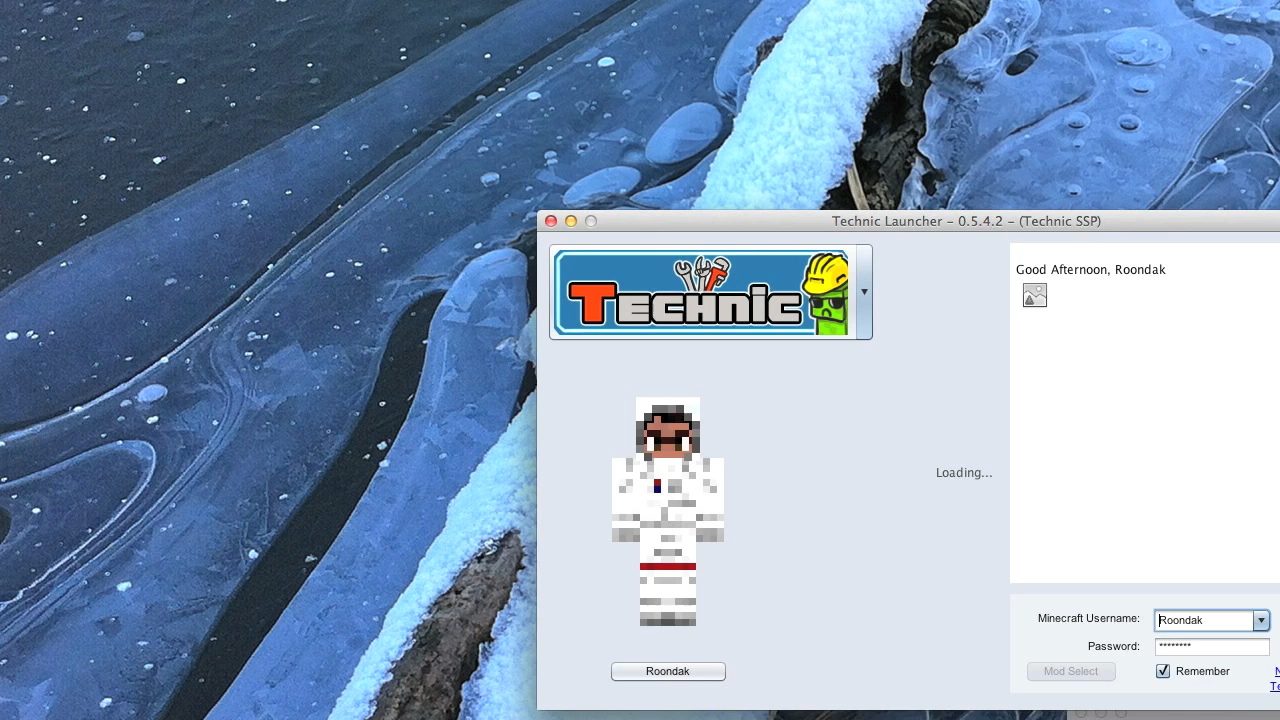 Technic Launcher - 0.5.4.2 - (Technic SSP)
TECHNIC
Good Afternoon, Roondak
Loading...
Minecraft Username:
Roondak
Password:
********
Mod Select
Remember
Roondak